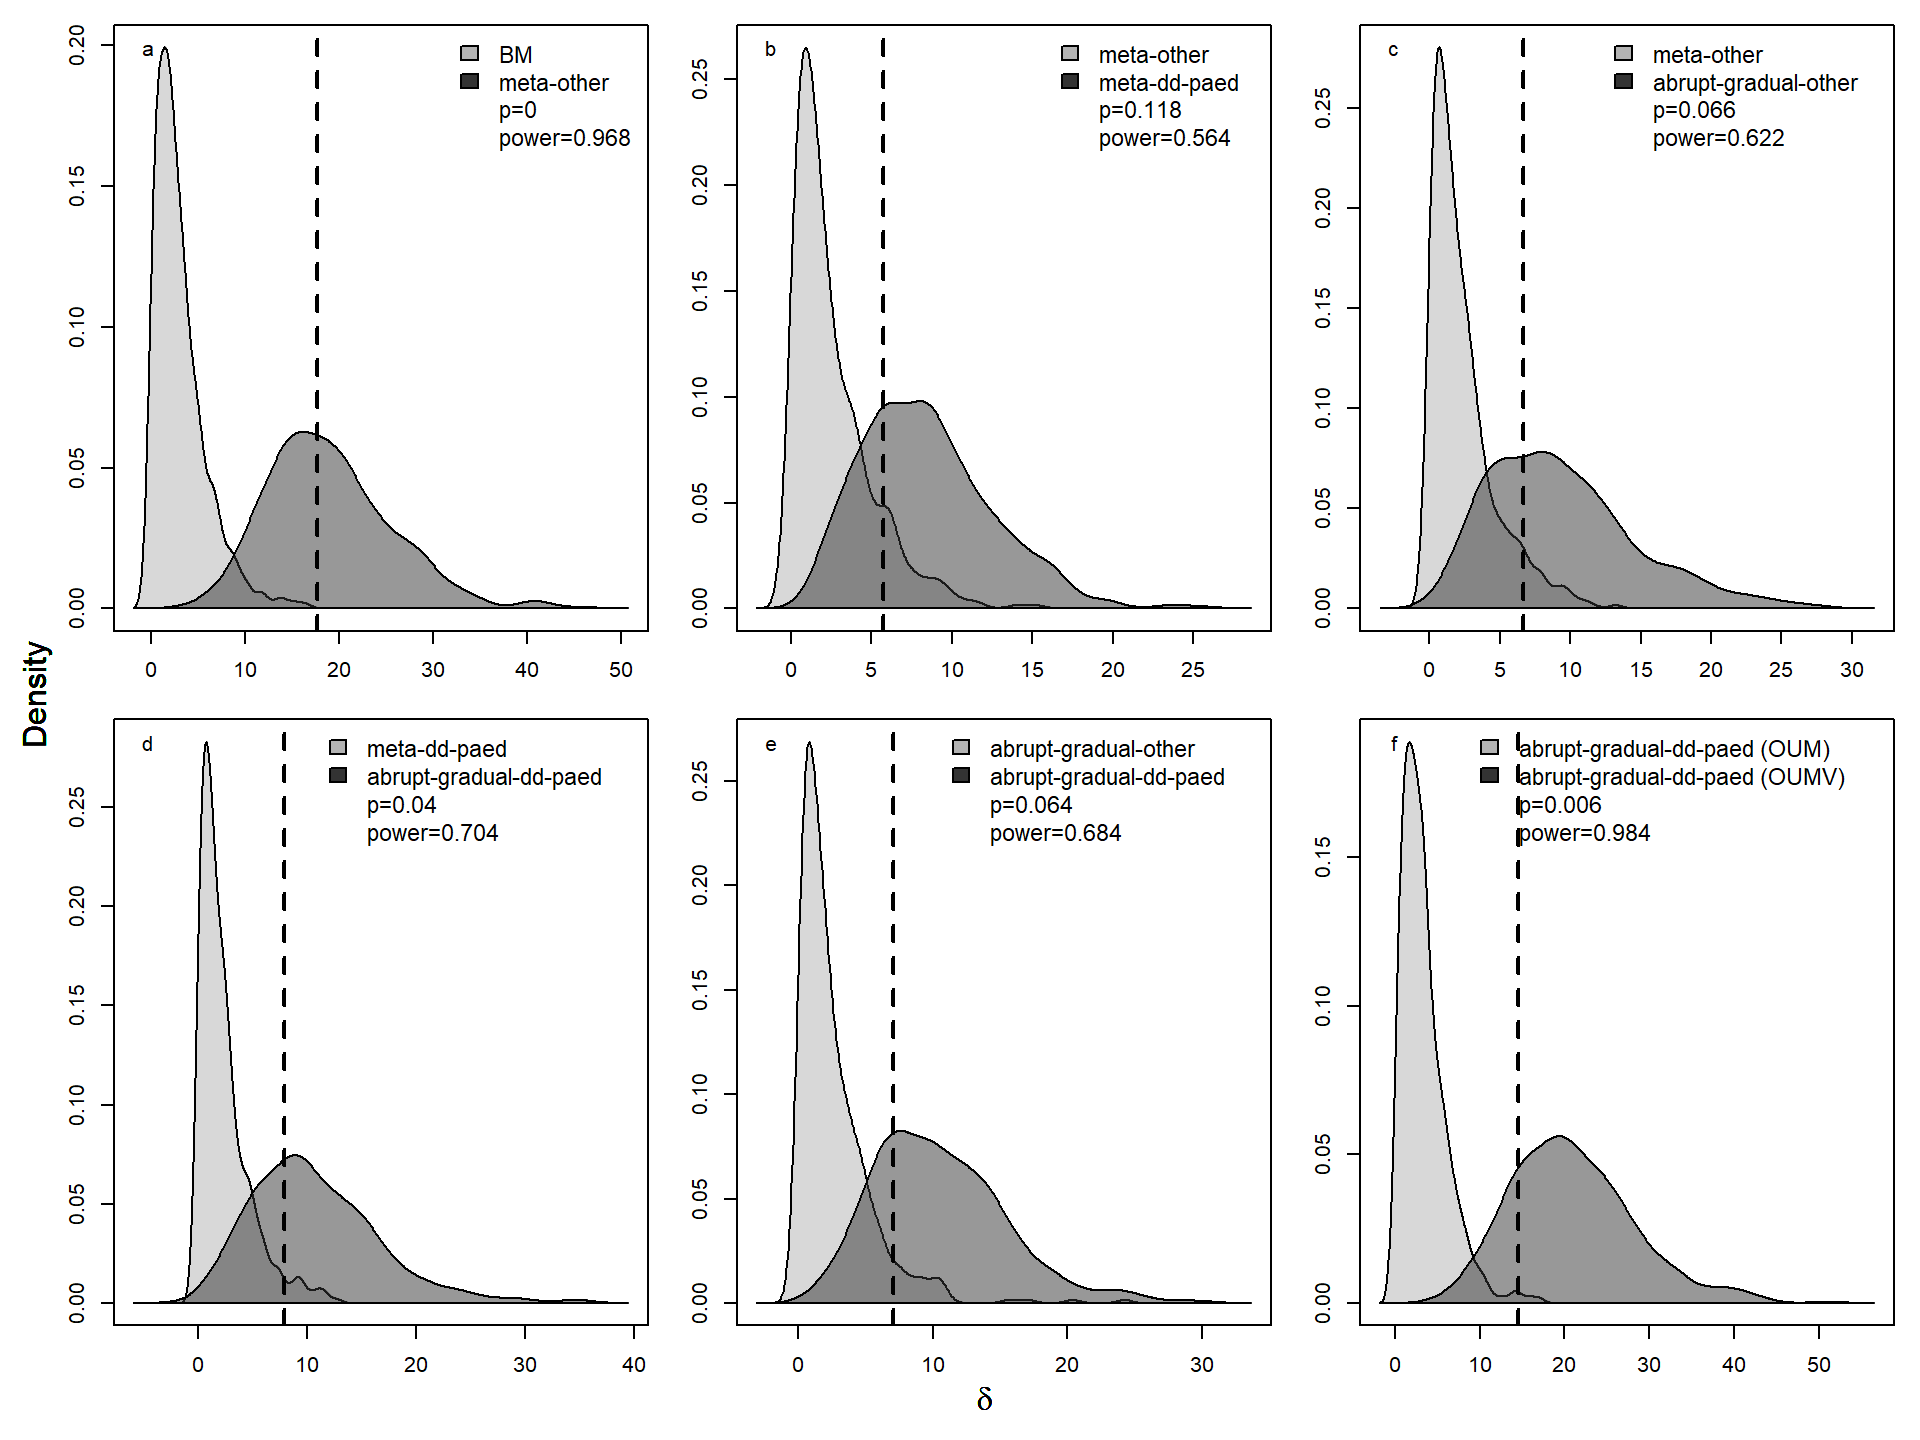 a
BM
meta-other
p=0
power=0.968
0.00
0.05
0.10
0.15
0.20
0
10
20
30
40
50
b
meta-other
meta-dd-paed
p=0.118
power=0.564
0.00
0.05
0.10
0.15
0.20
0.25
0
5
10
15
20
25
c
meta-other
abrupt-gradual-other
p=0.066
power=0.622
0.00
0.05
0.10
0.15
0.20
0.25
0
5
10
15
20
25
30
Density
d
meta-dd-paed
abrupt-gradual-dd-paed
p=0.04
power=0.704
0.00
0.05
0.10
0.15
0.20
0.25
0
10
20
30
40
e
abrupt-gradual-other
abrupt-gradual-dd-paed
p=0.064
power=0.684
0.00
0.05
0.10
0.15
0.20
0.25
0
10
20
30
f
abrupt-gradual-dd-paed (OUM)
abrupt-gradual-dd-paed (OUMV)
p=0.006
power=0.984
0.00
0.05
0.10
0.15
0
10
20
30
40
50
δ